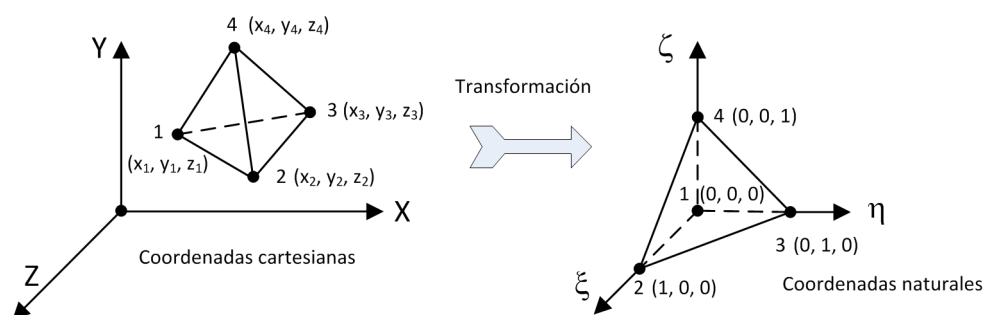 Y
4 (x₄, y₄, z₄)
3 (x₃, y₃, z₃)
1
(x₁, y₁, z₁)
2 (x₂, y₂, z₂)
X
Z
Coordenadas cartesianas
Transformación
ζ
4 (0, 0, 1)
1 (0, 0, 0)
η
3 (0, 1, 0)
ξ
2 (1, 0, 0)
Coordenadas naturales